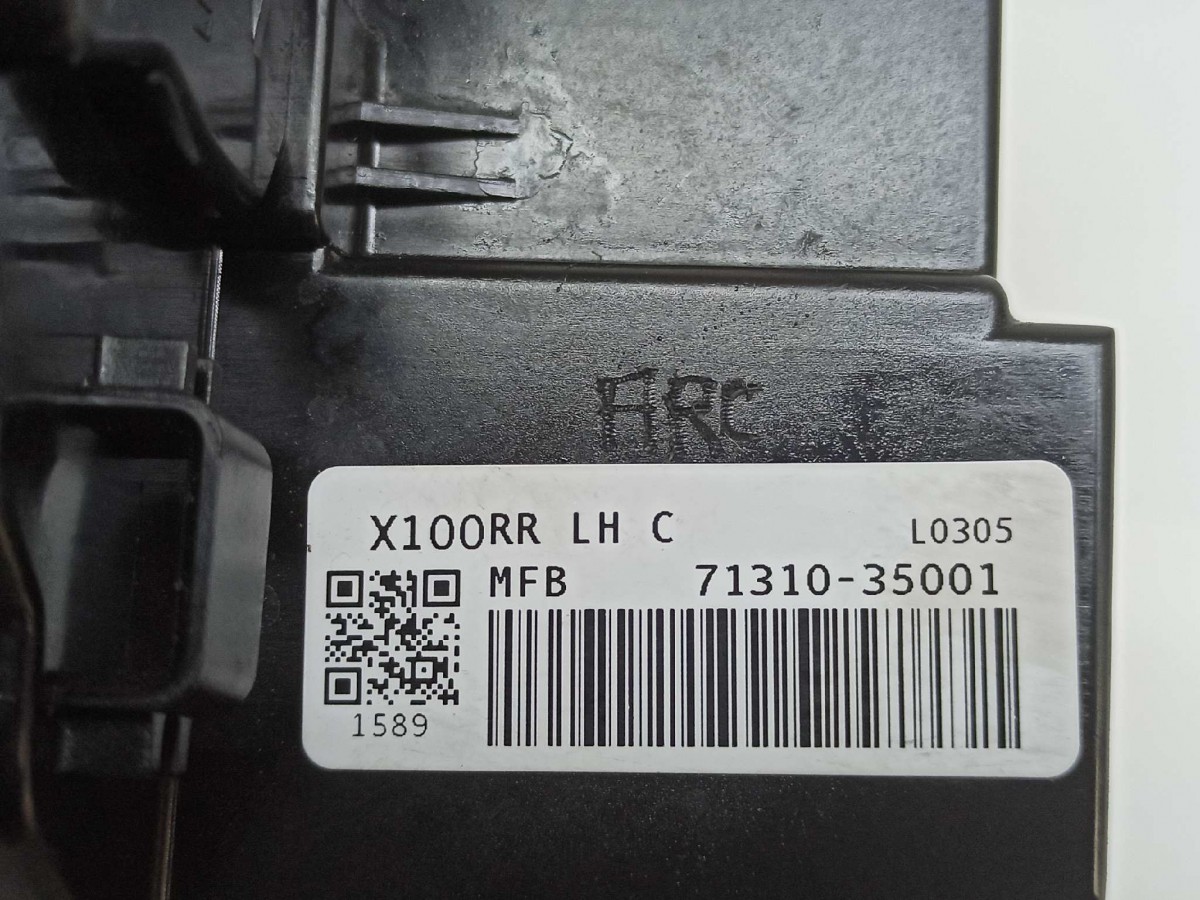 ARC
X100RR LH C L0305
MFB 71310-35001
1589